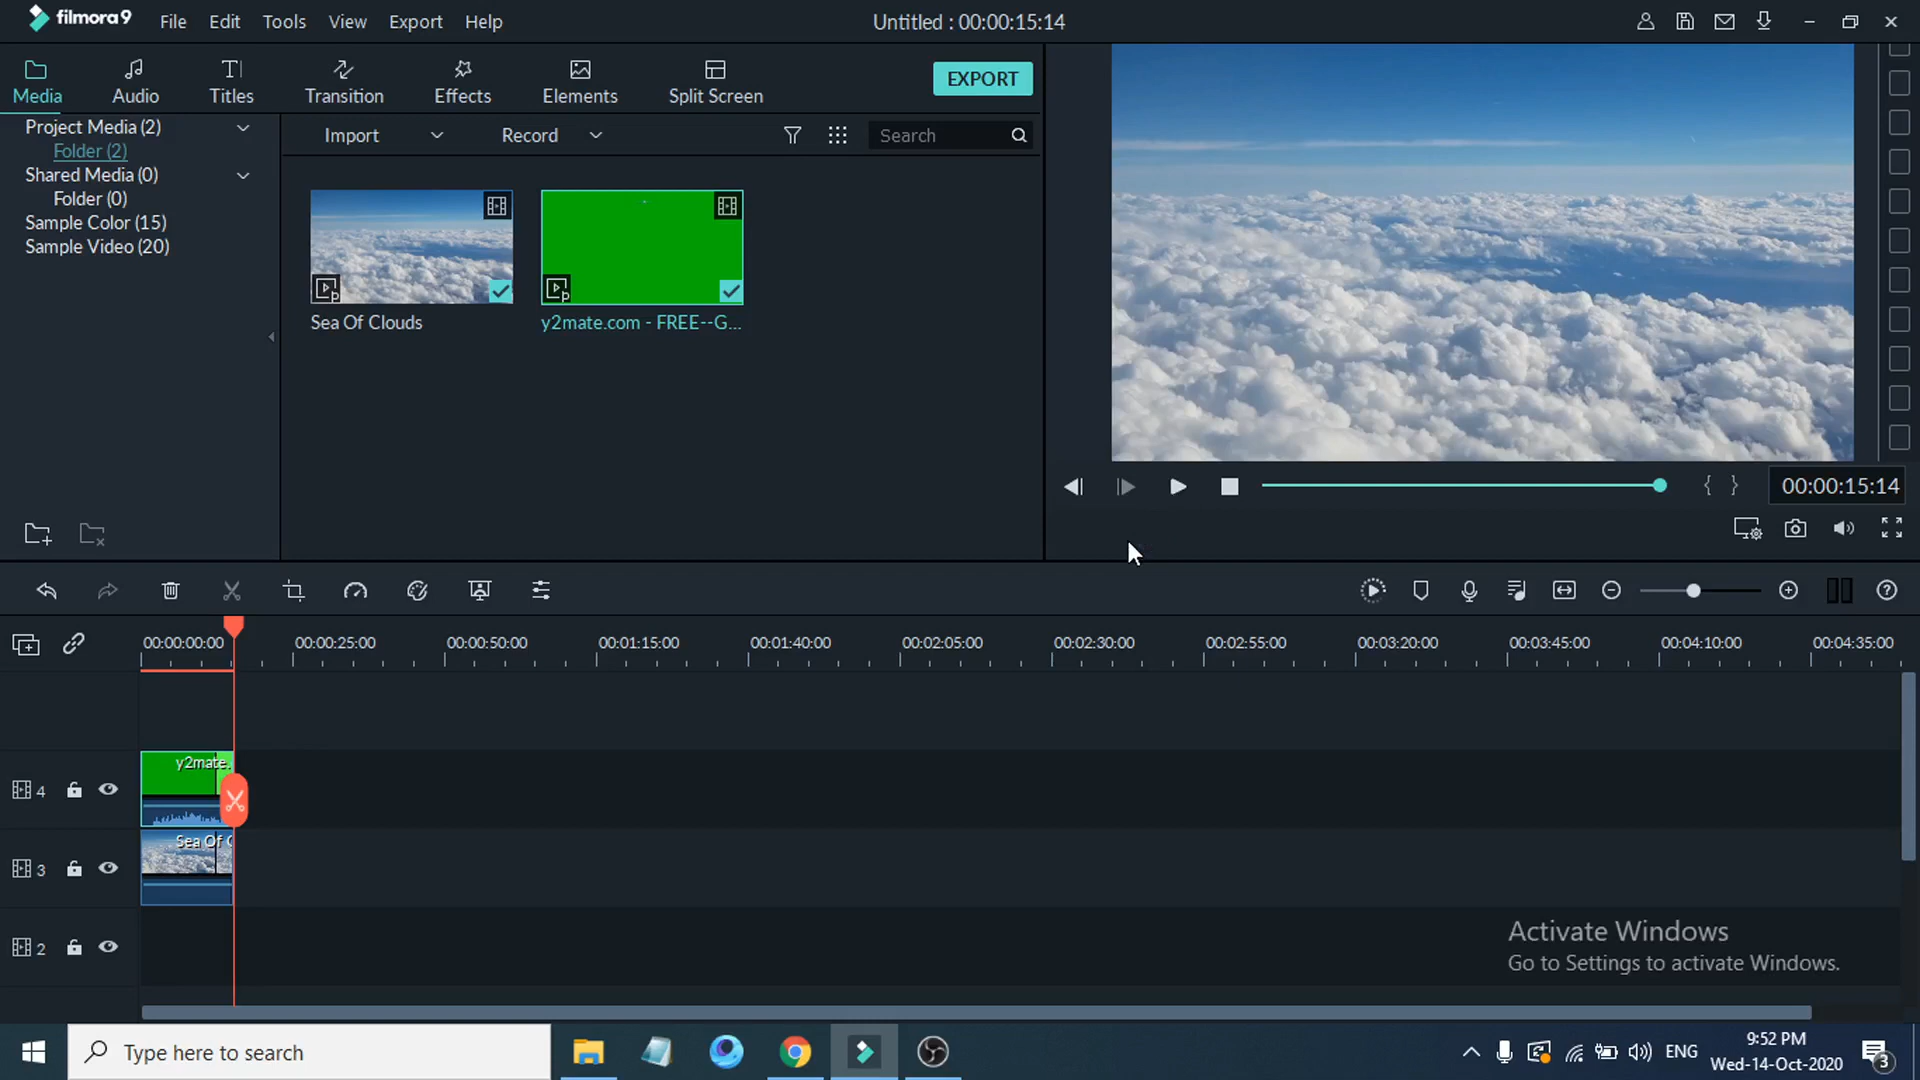 filmora9
File Edit Tools View Export Help
Untitled : 00:00:15:14
Media Audio Titles Transition Effects Elements Split Screen
EXPORT
Project Media (2)
Folder (2)
Shared Media (0)
Folder (0)
Sample Color (15)
Sample Video (20)
Import Record Search
Sea Of Clouds
y2mate.com - FREE--G...
00:00:15:14
00:00:00:00 00:00:25:00 00:00:50:00 00:01:15:00 00:01:40:00 00:02:05:00 00:02:30:00 00:02:55:00 00:03:20:00 00:03:45:00 00:04:10:00 00:04:35:00
y2mate.
4
Sea Of C
3
2
Activate Windows
Go to Settings to activate Windows.
Type here to search
ENG
9:52 PM
Wed-14-Oct-2020
3